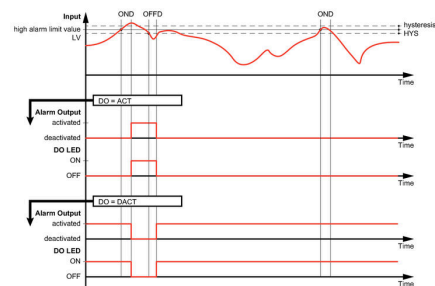 OND OFFD OND
Input
hysteresis
high alarm limit value
HYS
LV
Time
DO = ACT
Alarm Output
activated
deactivated
Time
DO LED
ON
OFF
Time
DO = DACT
Alarm Output
activated
deactivated
Time
DO LED
ON
OFF
Time